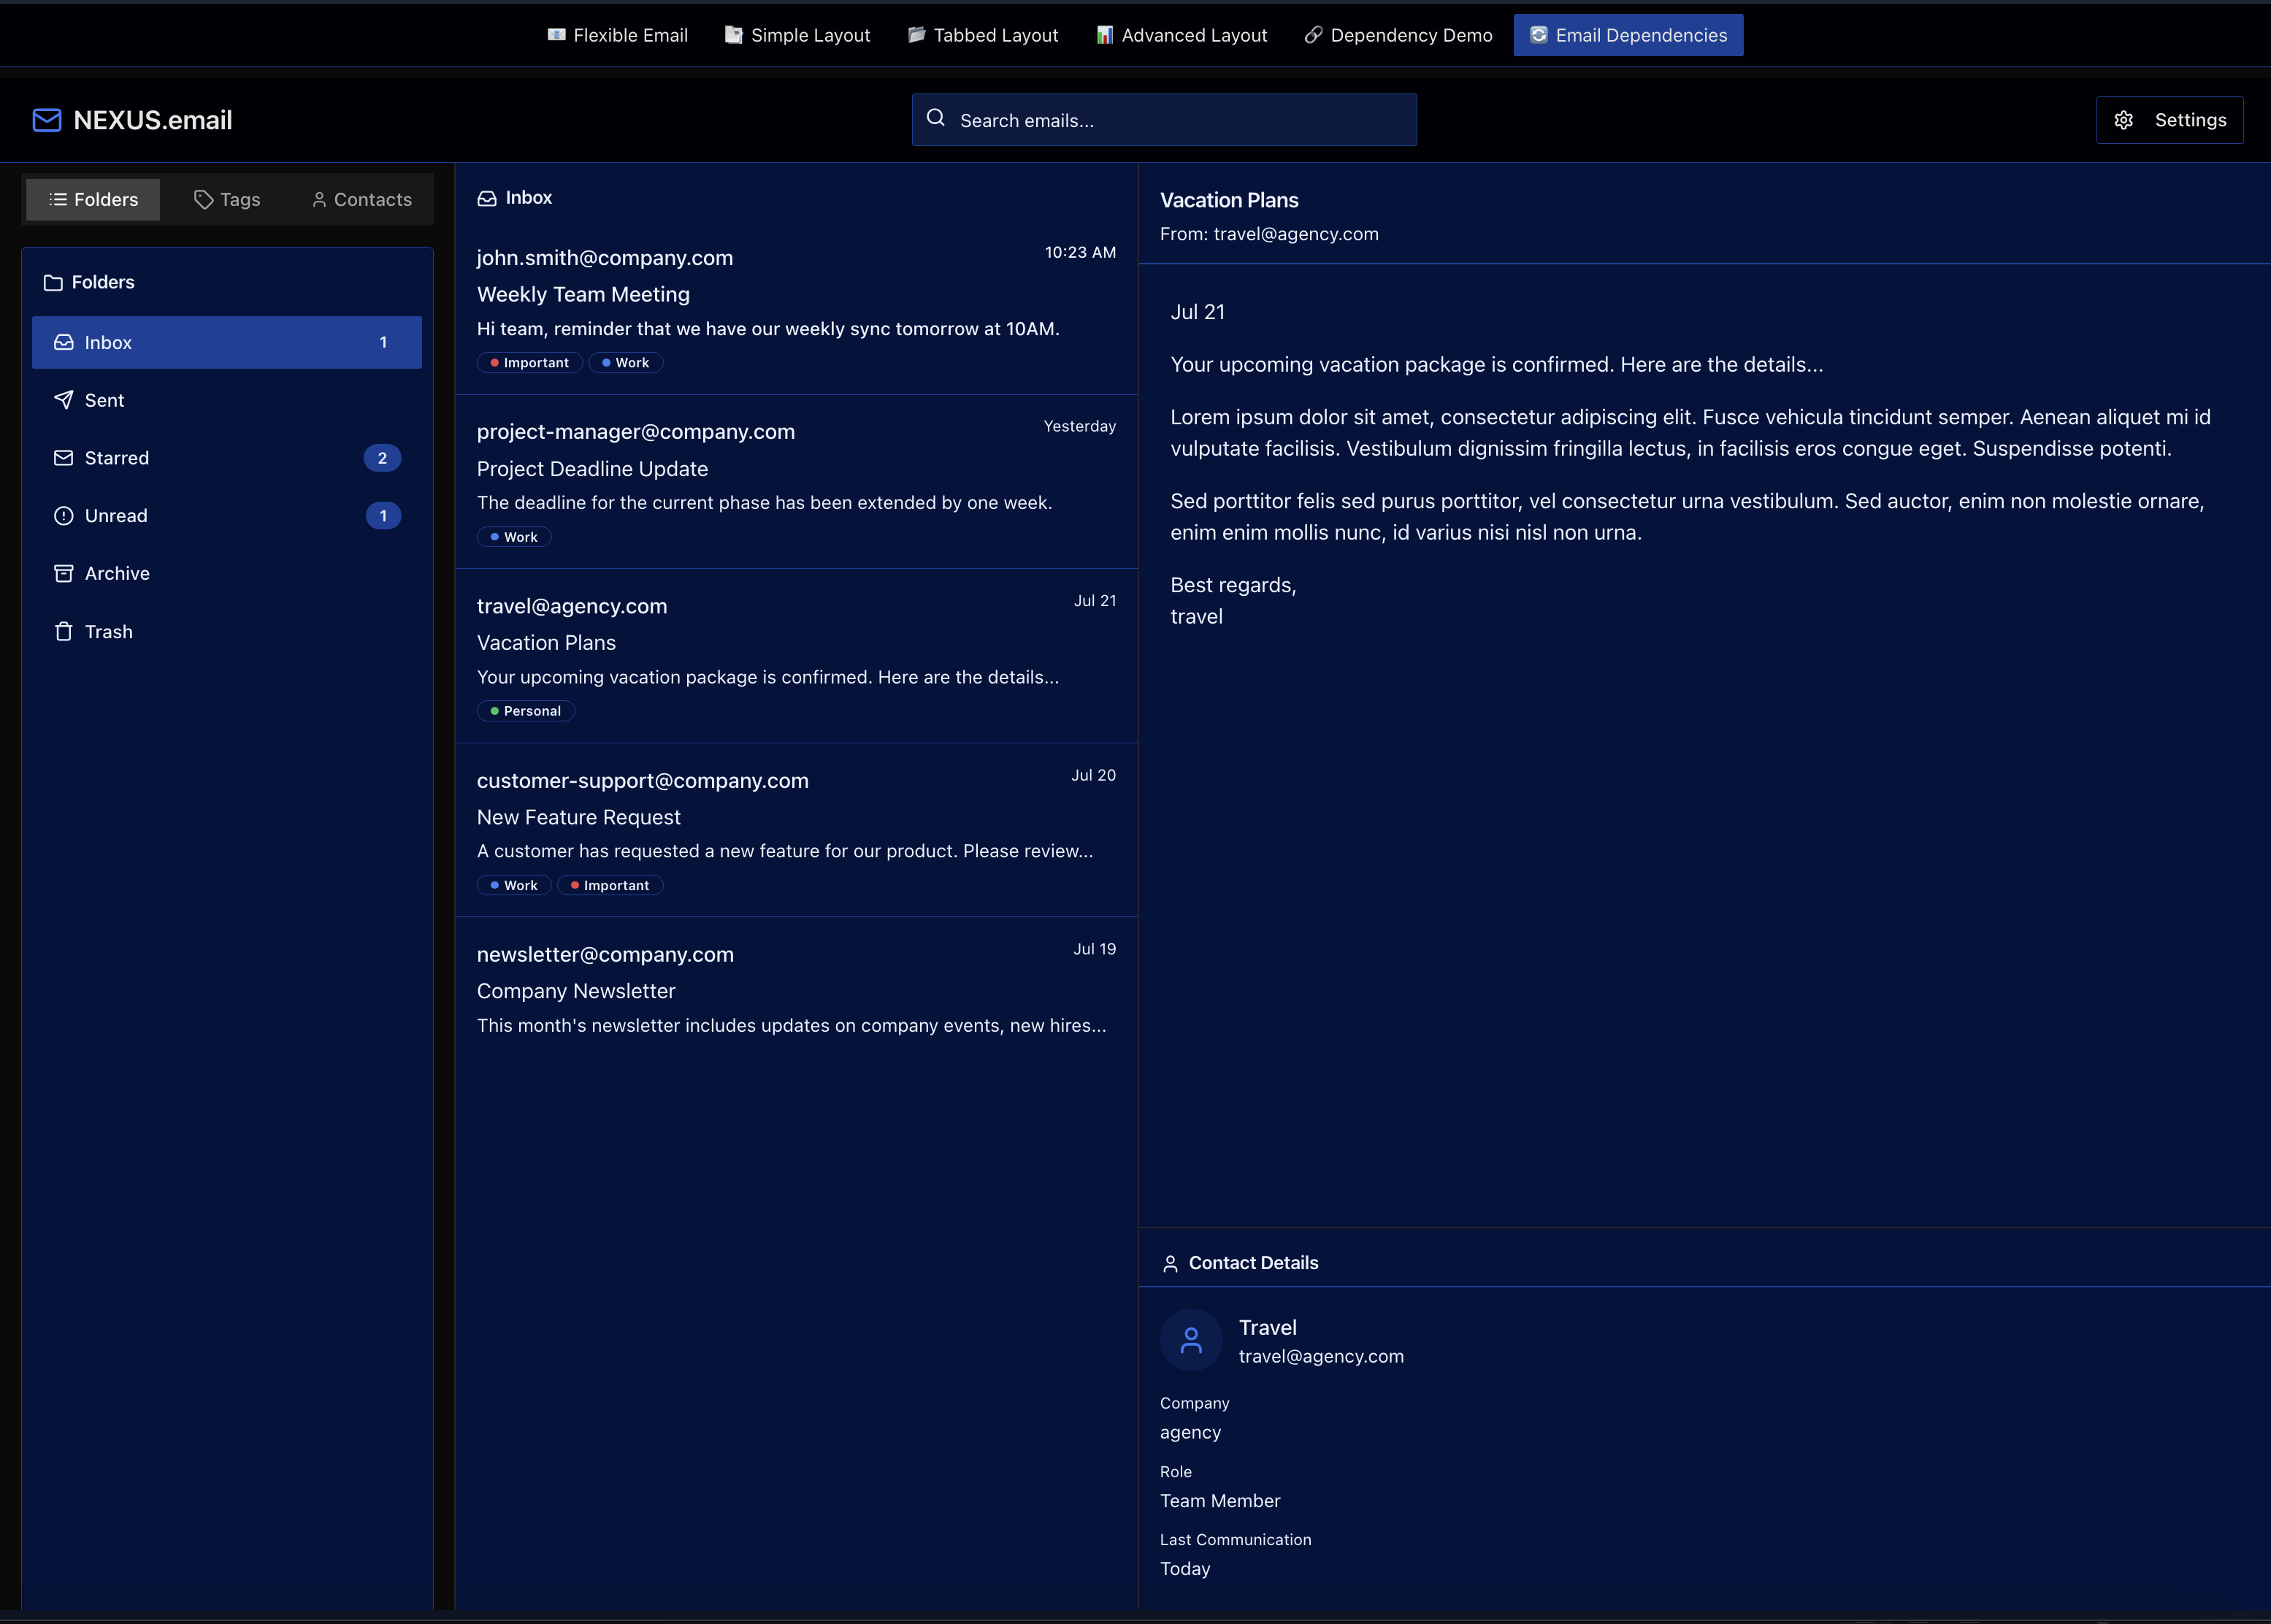 Flexible Email
Simple Layout
Tabbed Layout
Advanced Layout
Dependency Demo
Email Dependencies
NEXUS.email
Search emails...
Settings
Folders
Tags
Contacts
Folders
Inbox 1
Sent
Starred 2
Unread 1
Archive
Trash
Inbox
john.smith@company.com 10:23 AM
Weekly Team Meeting
Hi team, reminder that we have our weekly sync tomorrow at 10AM.
Important Work
project-manager@company.com Yesterday
Project Deadline Update
The deadline for the current phase has been extended by one week.
Work
travel@agency.com Jul 21
Vacation Plans
Your upcoming vacation package is confirmed. Here are the details...
Personal
customer-support@company.com Jul 20
New Feature Request
A customer has requested a new feature for our product. Please review...
Work Important
newsletter@company.com Jul 19
Company Newsletter
This month's newsletter includes updates on company events, new hires...
Vacation Plans
From: travel@agency.com
Jul 21
Your upcoming vacation package is confirmed. Here are the details...
Lorem ipsum dolor sit amet, consectetur adipiscing elit. Fusce vehicula tincidunt semper. Aenean aliquet mi id
vulputate facilisis. Vestibulum dignissim fringilla lectus, in facilisis eros congue eget. Suspendisse potenti.
Sed porttitor felis sed purus porttitor, vel consectetur urna vestibulum. Sed auctor, enim non molestie ornare,
enim enim mollis nunc, id varius nisi nisl non urna.
Best regards,
travel
Contact Details
Travel
travel@agency.com
Company
agency
Role
Team Member
Last Communication
Today